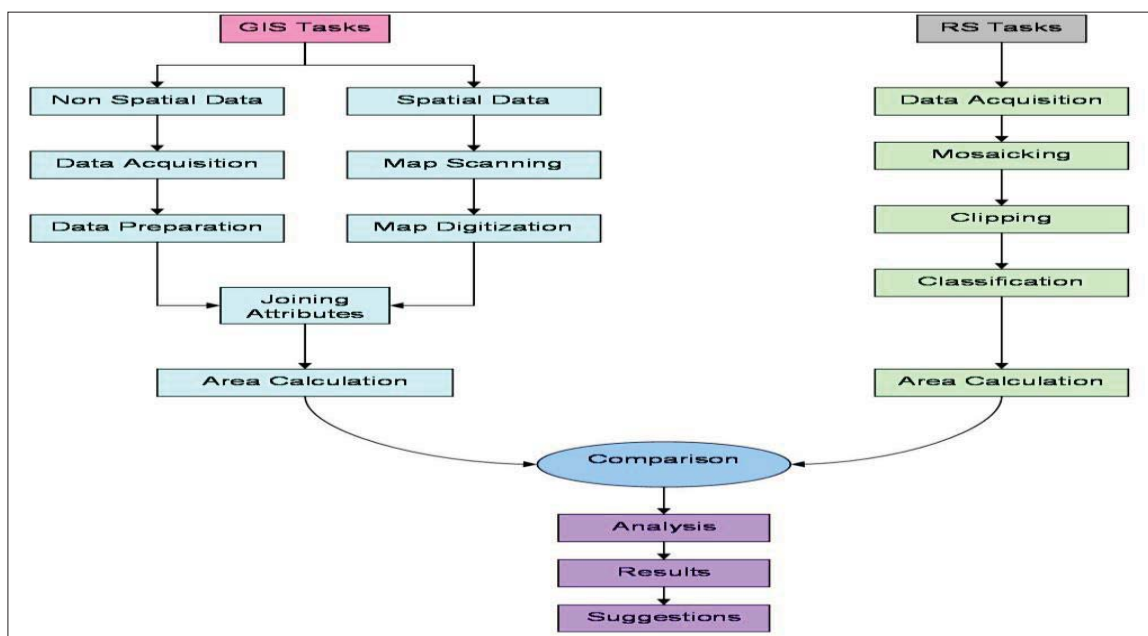 GIS Tasks
RS Tasks
Non Spatial Data
Spatial Data
Data Acquisition
Data Acquisition
Map Scanning
Mosaicking
Data Preparation
Map Digitization
Clipping
Joining
Attributes
Classification
Area Calculation
Area Calculation
Comparison
Analysis
Results
Suggestions